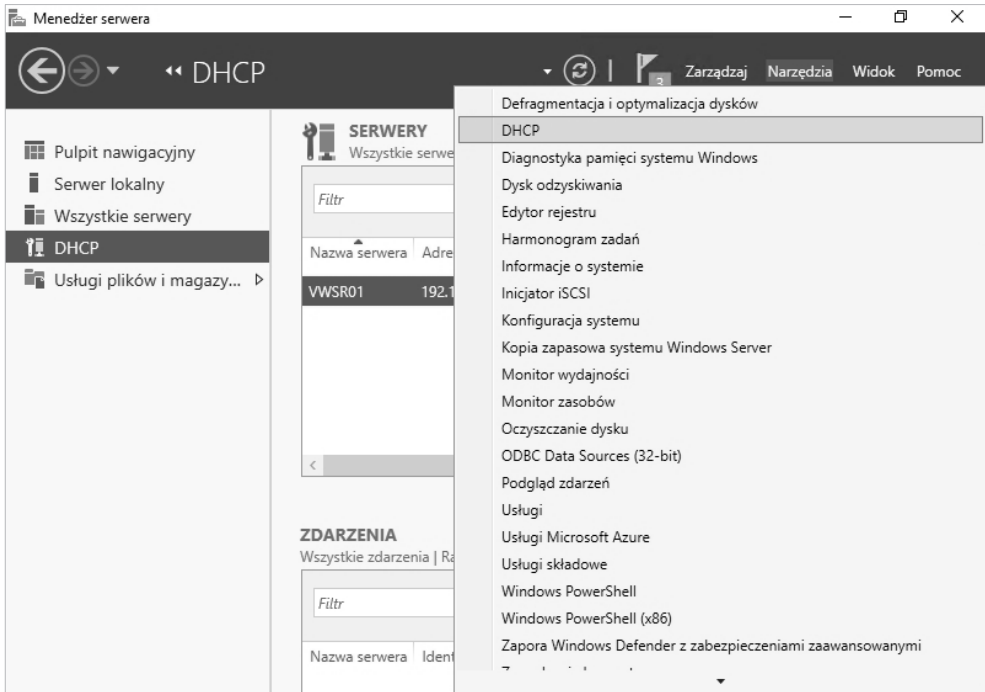 Menedżer serwera
DHCP
3
Zarządzaj
Narzędzia
Widok
Pomoc
Pulpit nawigacyjny
Serwer lokalny
Wszystkie serwery
DHCP
Usługi plików i magazy...
SERWERY
Wszystkie serwe
Filtr
Nazwa serwera Adre
VWSR01 192.1
ZDARZENIA
Wszystkie zdarzenia | Ra
Filtr
Nazwa serwera Ident
Defragmentacja i optymalizacja dysków
DHCP
Diagnostyka pamięci systemu Windows
Dysk odzyskiwania
Edytor rejestru
Harmonogram zadań
Informacje o systemie
Inicjator iSCSI
Konfiguracja systemu
Kopia zapasowa systemu Windows Server
Monitor wydajności
Monitor zasobów
Oczyszczanie dysku
ODBC Data Sources (32-bit)
Podgląd zdarzeń
Usługi
Usługi Microsoft Azure
Usługi składowe
Windows PowerShell
Windows PowerShell (x86)
Zapora Windows Defender z zabezpieczeniami zaawansowanymi